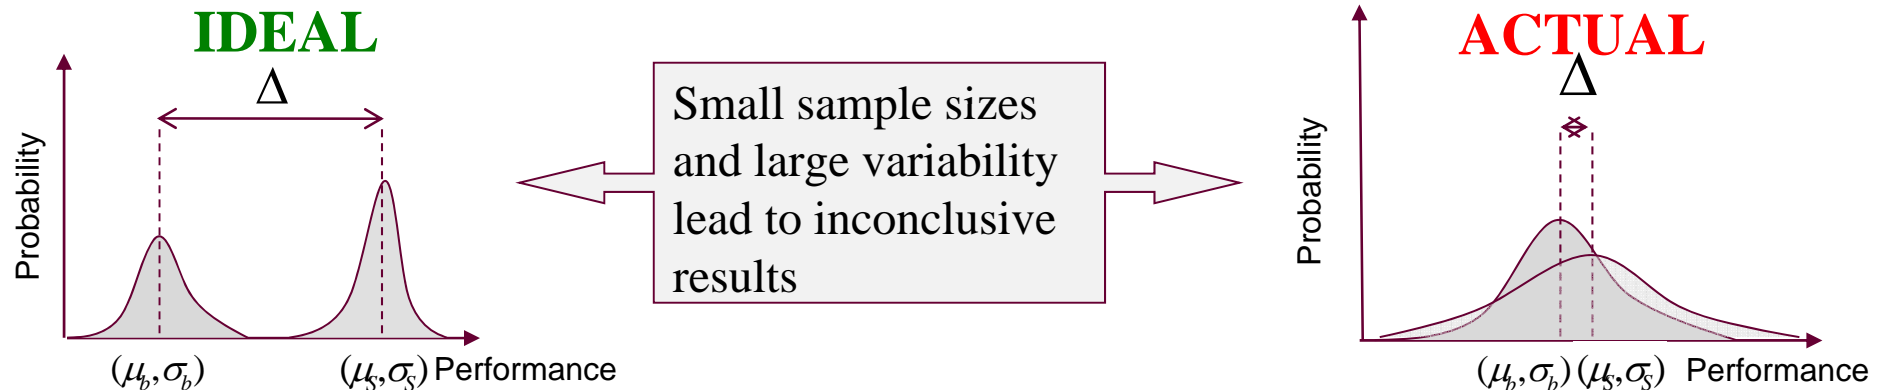 IDEAL
Δ
Probability
(μb,σb)
(μS,σS) Performance
Small sample sizes
and large variability
lead to inconclusive
results
ACTUAL
Δ
Probability
(μb,σb) (μS,σS) Performance